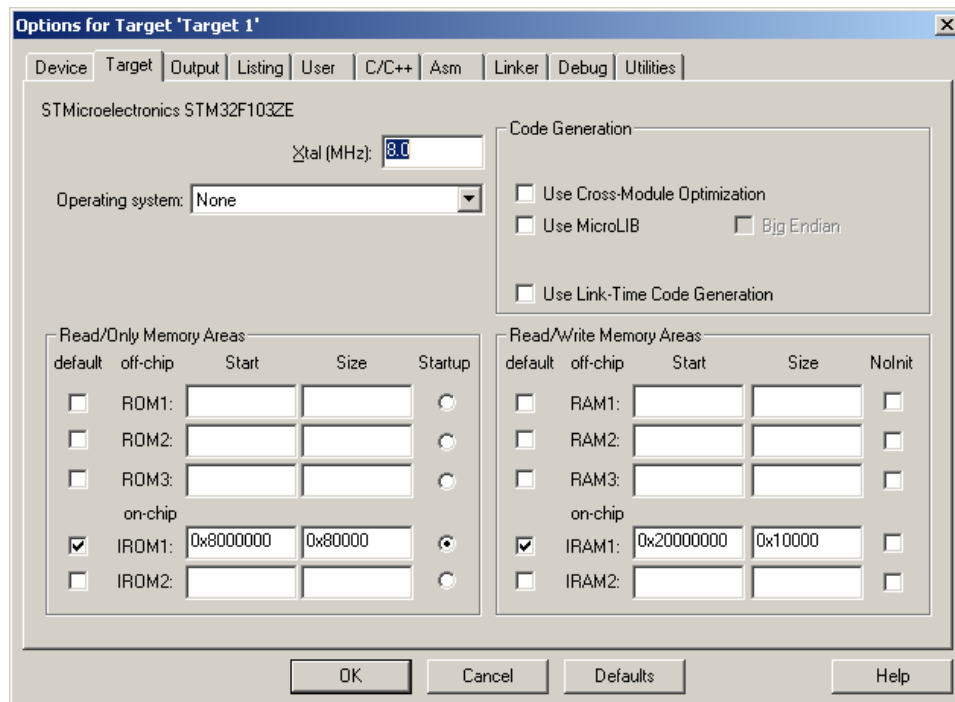 Options for Target 'Target 1'
Device Target Output Listing User C/C++ Asm Linker Debug Utilities
STMicroelectronics STM32F103ZE
Xtal (MHz): 8.0
Operating system: None
Code Generation
Use Cross-Module Optimization
Use MicroLIB Big Endian
Use Link-Time Code Generation
Read/Only Memory Areas
default off-chip Start Size Startup
ROM1:
ROM2:
ROM3:
on-chip
IROM1: 0x8000000 0x80000
IROM2:
Read/Write Memory Areas
default off-chip Start Size NoInit
RAM1:
RAM2:
RAM3:
on-chip
IRAM1: 0x20000000 0x10000
IRAM2:
OK Cancel Defaults Help